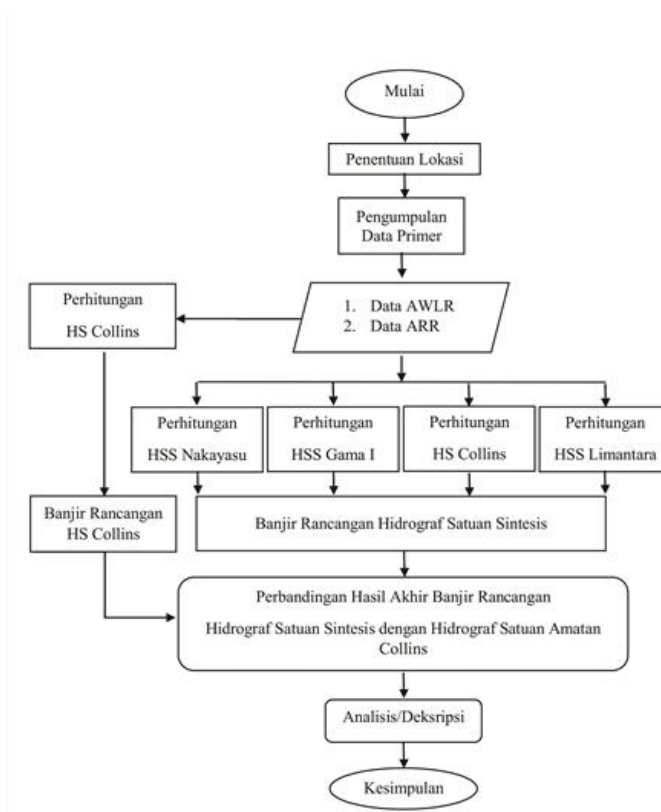 Mulai
Penentuan Lokasi
Pengumpulan
Data Primer
1. Data AWLR
2. Data ARR
Perhitungan
HS Collins
Perhitungan
HSS Nakayasu
Perhitungan
HSS Gama I
Perhitungan
HS Collins
Perhitungan
HSS Limantara
Banjir Rancangan
HS Collins
Banjir Rancangan Hidrograf Satuan Sintesis
Perbandingan Hasil Akhir Banjir Rancangan
Hidrograf Satuan Sintesis dengan Hidrograf Satuan Amatan
Collins
Analisis/Deksripsi
Kesimpulan